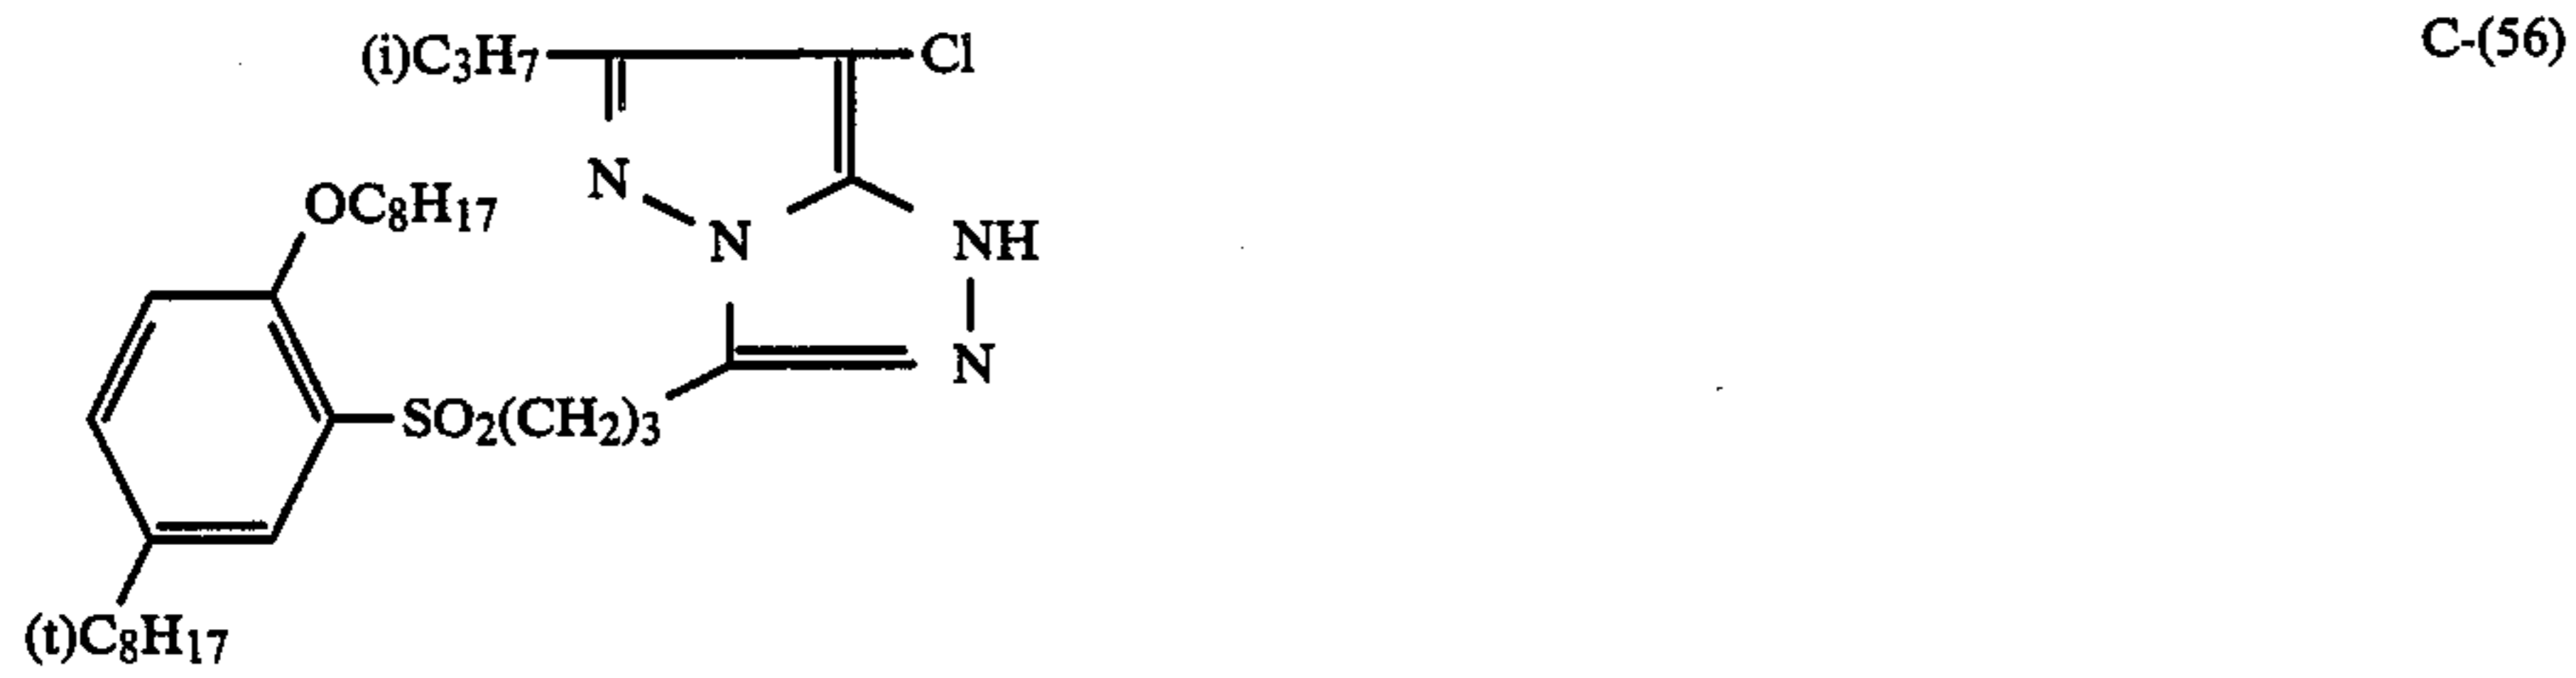 (i)C3H7 Cl C-(56)
N
OC8H17
N NH
N
SO2(CH2)3
(t)C8H17